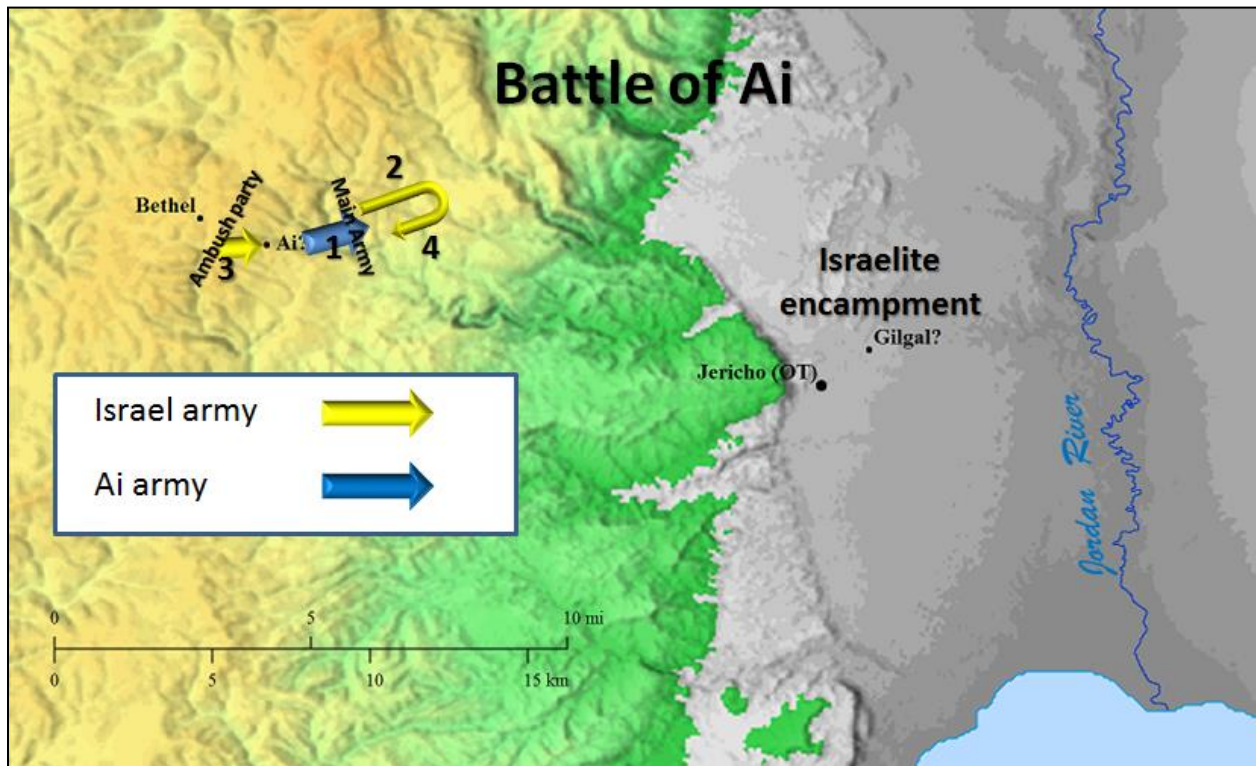 Battle of Ai
2
Bethel
Ambush party
Main Army
Ai?
1
3
4
Israelite
encampment
Gilgal?
Jericho (OT)
Israel army
Ai army
Jordan River
0 5 10 mi
0 5 10 15 km